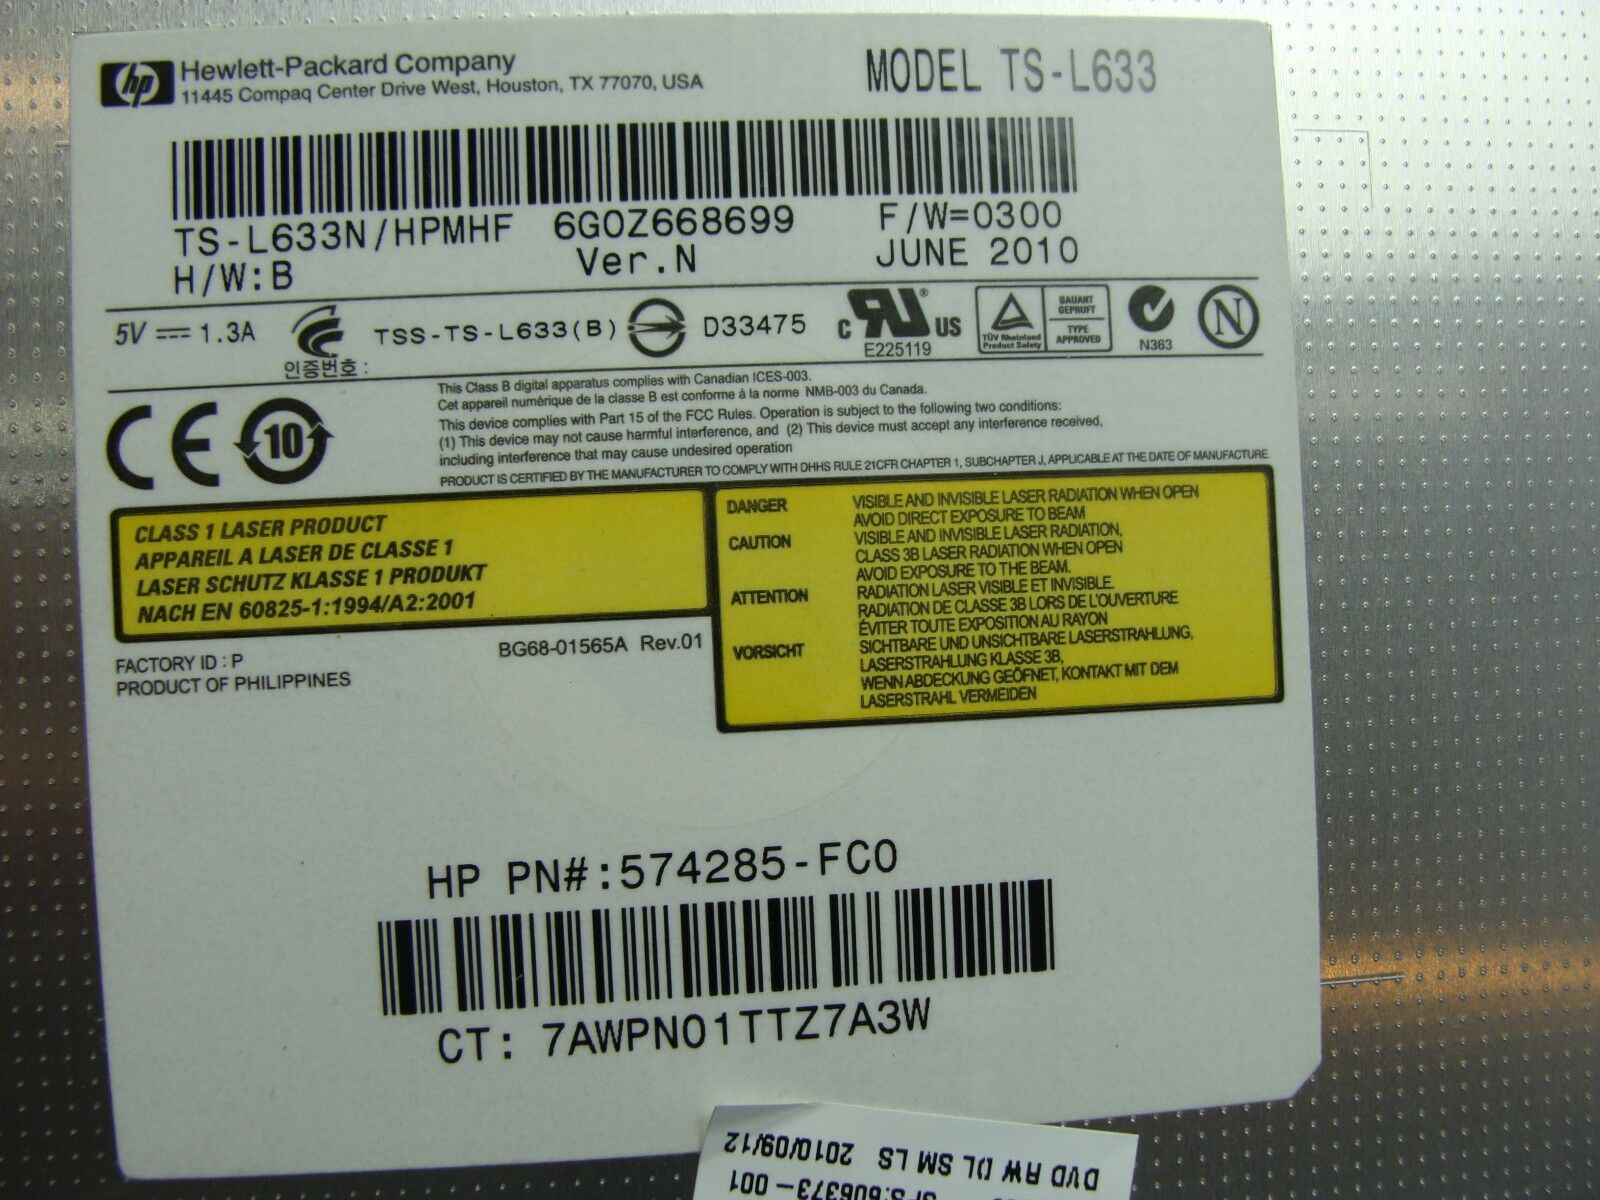 hp Hewlett-Packard Company
11445 Compaq Center Drive West, Houston, TX 77070, USA
MODEL TS-L633
TS-L633N/HPMHF 6G0Z668699 F/W=0300
H/W:B Ver.N JUNE 2010
5V 1.3A
인증번호 :
TSS-TS-L633(B)
D33475
c RU us
E225119
TÜV Rheinland
Product Safety
BAUART
GEPRÜFT
TYPE
APPROVED
N363
N
CE
10
This Class B digital apparatus complies with Canadian ICES-003.
Cet appareil numérique de la classe B est conforme à la norme NMB-003 du Canada.
This device complies with Part 15 of the FCC Rules. Operation is subject to the following two conditions:
(1) This device may not cause harmful interference, and (2) This device must accept any interference received,
including interference that may cause undesired operation
PRODUCT IS CERTIFIED BY THE MANUFACTURER TO COMPLY WITH DHHS RULE 21CFR CHAPTER 1, SUBCHAPTER J, APPLICABLE AT THE DATE OF MANUFACTURE
CLASS 1 LASER PRODUCT
APPAREIL A LASER DE CLASSE 1
LASER SCHUTZ KLASSE 1 PRODUKT
NACH EN 60825-1:1994/A2:2001
DANGER VISIBLE AND INVISIBLE LASER RADIATION WHEN OPEN
AVOID DIRECT EXPOSURE TO BEAM
CAUTION VISIBLE AND INVISIBLE LASER RADIATION,
CLASS 3B LASER RADIATION WHEN OPEN
AVOID EXPOSURE TO THE BEAM.
ATTENTION RADIATION LASER VISIBLE ET INVISIBLE.
RADIATION DE CLASSE 3B LORS DE L'OUVERTURE
ÉVITER TOUTE EXPOSITION AU RAYON
VORSICHT SICHTBARE UND UNSICHTBARE LASERSTRAHLUNG,
LASERSTRAHLUNG KLASSE 3B,
WENN ABDECKUNG GEÖFNET, KONTAKT MIT DEM
LASERSTRAHL VERMEIDEN
BG68-01565A Rev.01
FACTORY ID : P
PRODUCT OF PHILIPPINES
HP PN#:574285-FC0
CT: 7AWPN01TTZ7A3W
SPS:606373-001
DVD RW DL SM LS 2010/09/12